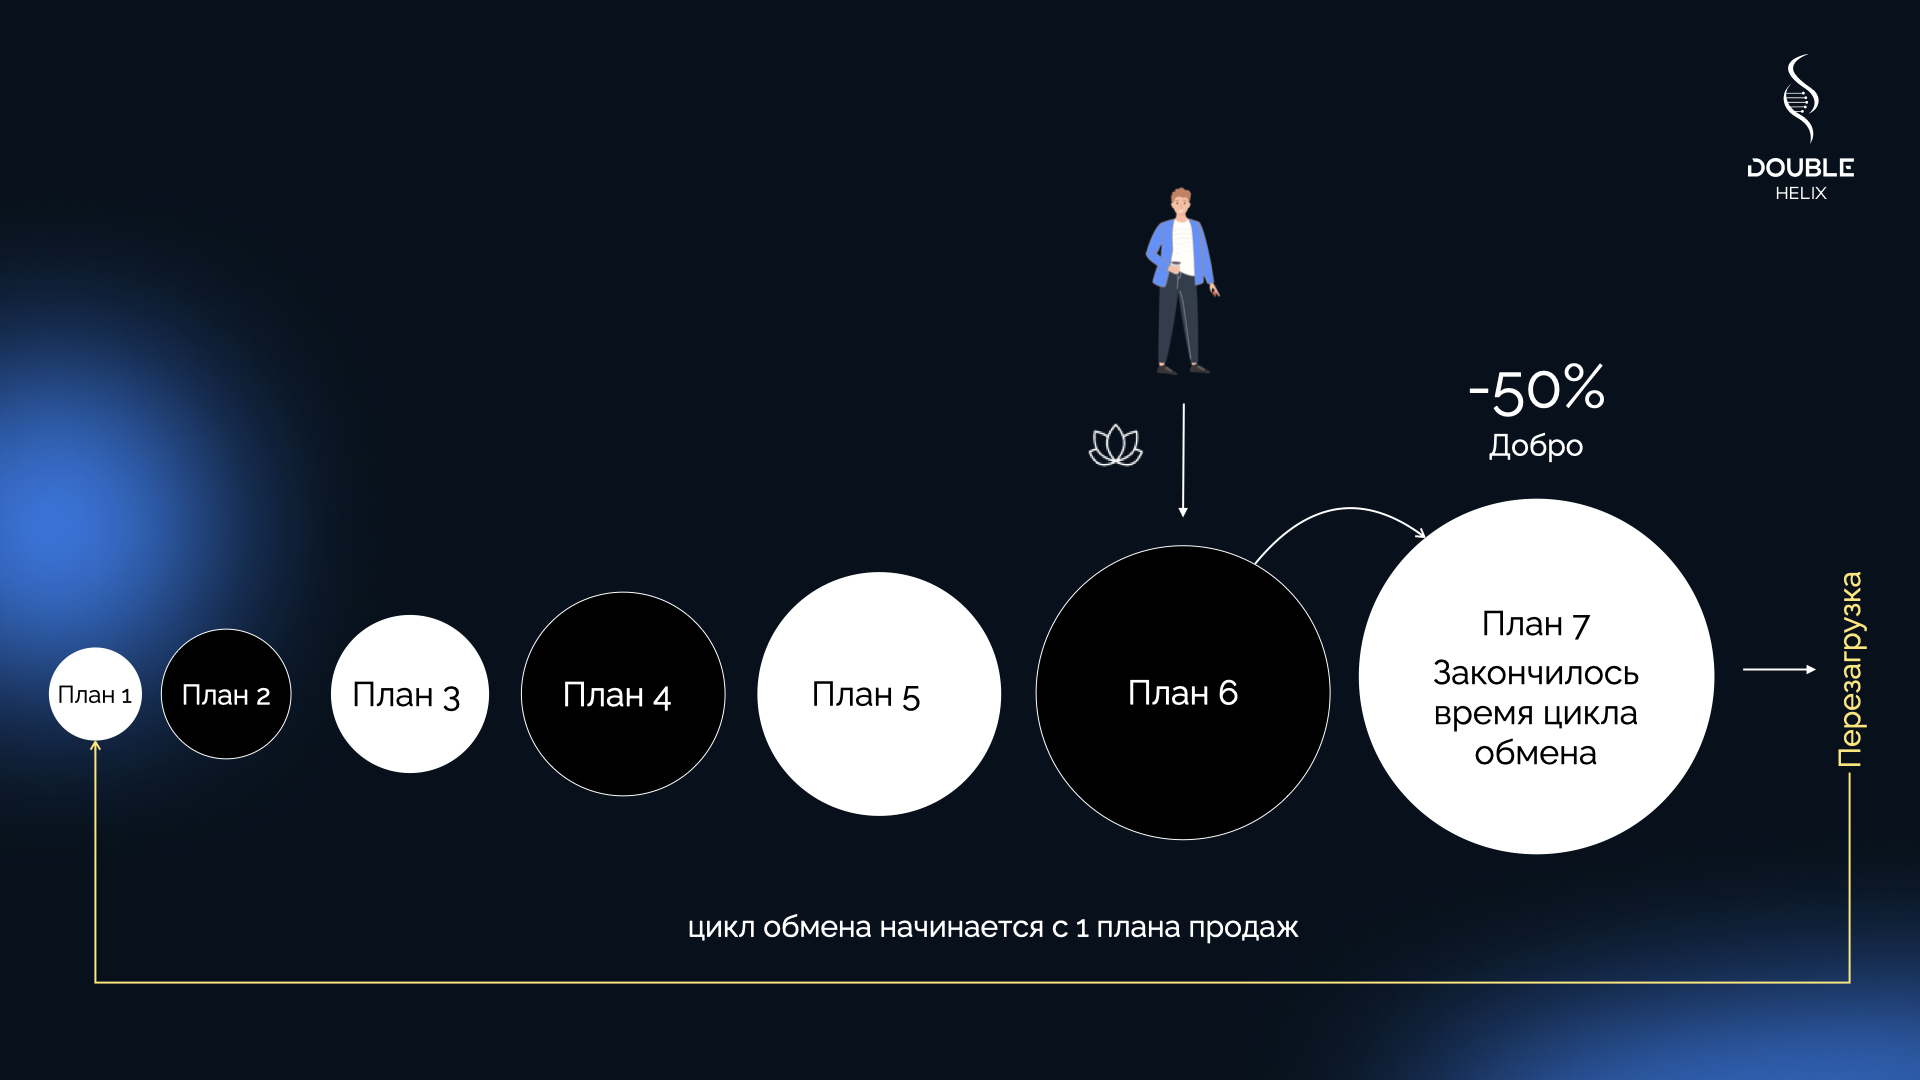 DOUBLE
HELIX
-50%
Добро
План 1
План 2
План 3
План 4
План 5
План 6
План 7
Закончилось
время цикла
обмена
Перезагрузка
цикл обмена начинается с 1 плана продаж